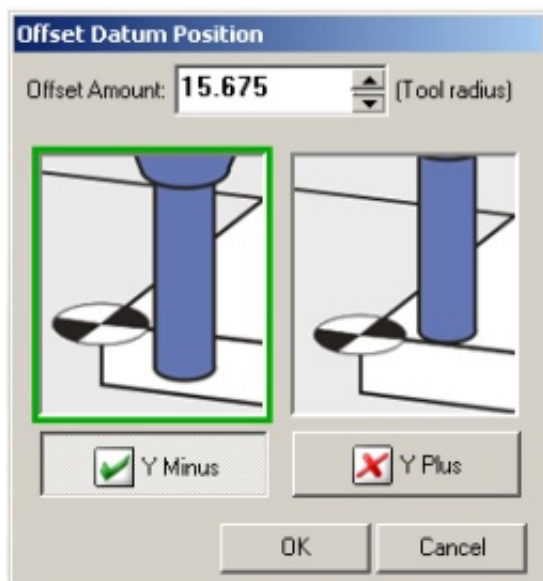 Offset Datum Position
Offset Amount: 15.675 (Tool radius)
Y Minus Y Plus
OK Cancel